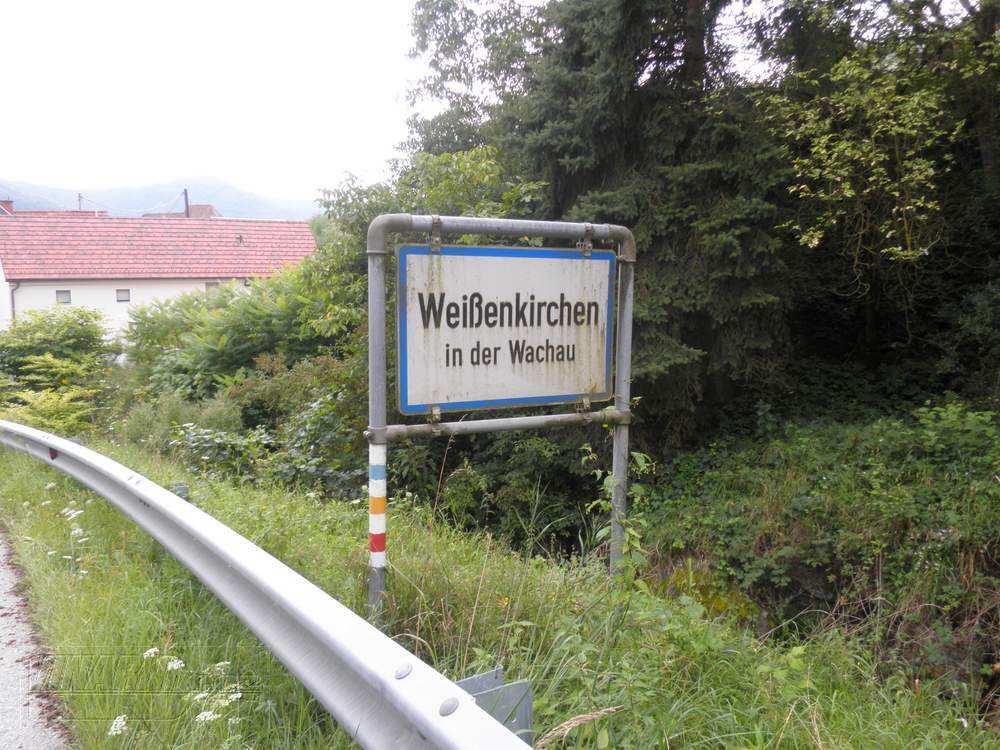 Weißenkirchen
in der Wachau